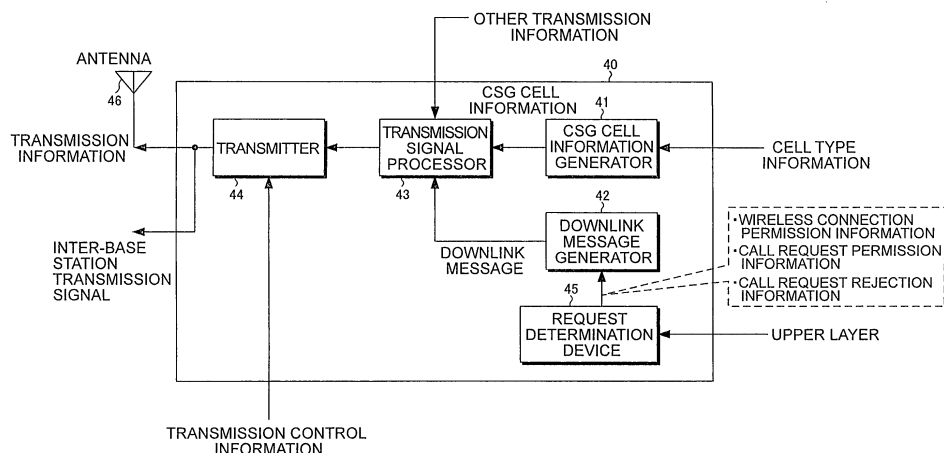 OTHER TRANSMISSION
INFORMATION
ANTENNA
46
40
CSG CELL
INFORMATION
41
TRANSMISSION
INFORMATION
TRANSMITTER
44
TRANSMISSION
SIGNAL
PROCESSOR
43
CSG CELL
INFORMATION
GENERATOR
CELL TYPE
INFORMATION
42
DOWNLINK
MESSAGE
GENERATOR
DOWNLINK
MESSAGE
INTER-BASE
STATION
TRANSMISSION
SIGNAL
・WIRELESS CONNECTION
PERMISSION INFORMATION
・CALL REQUEST PERMISSION
INFORMATION
・CALL REQUEST REJECTION
INFORMATION
45
REQUEST
DETERMINATION
DEVICE
UPPER LAYER
TRANSMISSION CONTROL
INFORMATION